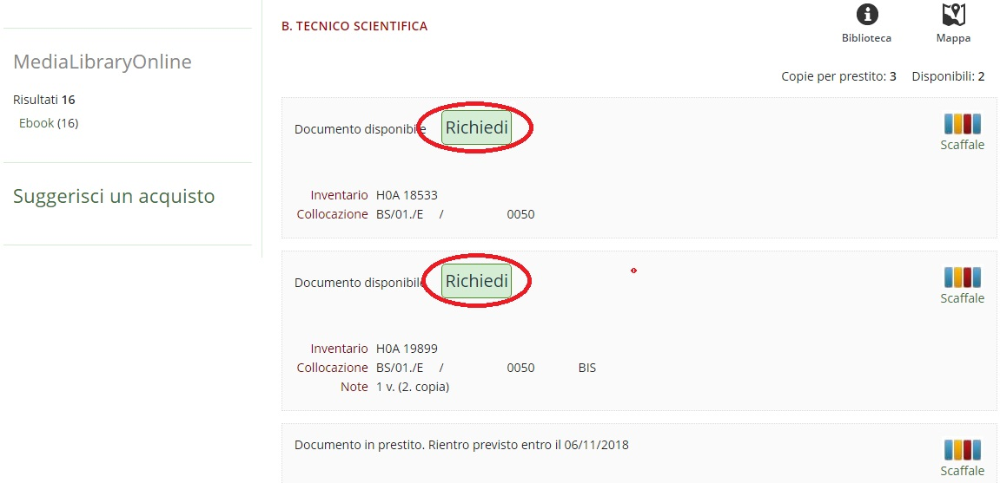 MediaLibraryOnline
Risultati 16
Ebook (16)
Suggerisci un acquisto
B. TECNICO SCIENTIFICA
Biblioteca
Mappa
Copie per prestito: 3 Disponibili: 2
Documento disponibile Richiedi
Scaffale
Inventario H0A 18533
Collocazione BS/01./E / 0050
Documento disponibile Richiedi
Scaffale
Inventario H0A 19899
Collocazione BS/01./E / 0050 BIS
Note 1 v. (2. copia)
Documento in prestito. Rientro previsto entro il 06/11/2018
Scaffale